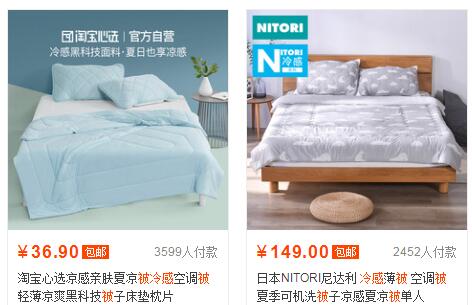 淘宝心选 官方自营
冷感黑科技面料·夏日也享凉感
¥36.90 包邮 3599人付款
淘宝心选凉感亲肤夏凉被冷感空调被
轻薄凉爽黑科技被子床垫枕片
NITORI
N ITORI
冷感
¥149.00 包邮 2452人付款
日本NITORI尼达利 冷感薄被 空调被
夏季可机洗被子凉感夏凉被单人